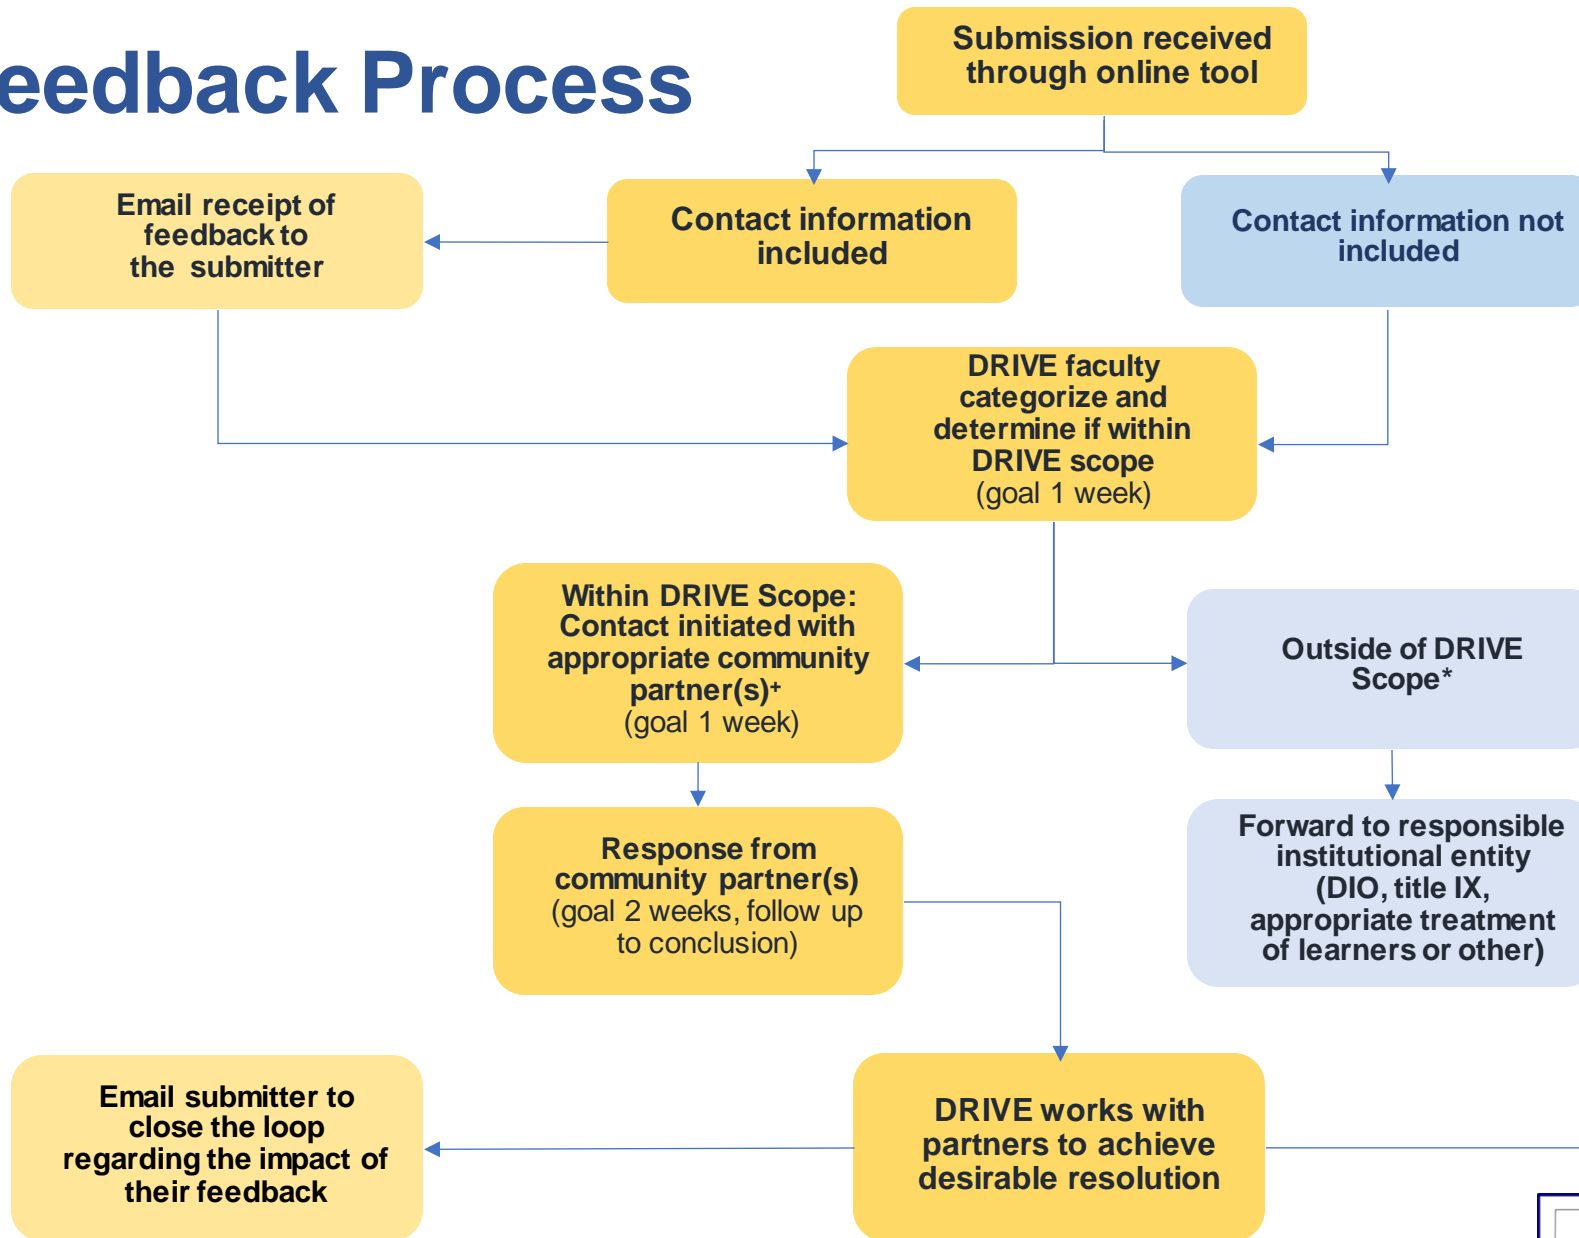 eedback Process
Submission received
through online tool
Email receipt of
feedback to
the submitter
Contact information
included
Contact information not
included
DRIVE faculty
categorize and
determine if within
DRIVE scope
(goal 1 week)
Within DRIVE Scope:
Contact initiated with
appropriate community
partner(s)+
(goal 1 week)
Outside of DRIVE
Scope*
Response from
community partner(s)
(goal 2 weeks, follow up
to conclusion)
Forward to responsible
institutional entity
(DIO, title IX,
appropriate treatment
of learners or other)
Email submitter to
close the loop
regarding the impact of
their feedback
DRIVE works with
partners to achieve
desirable resolution